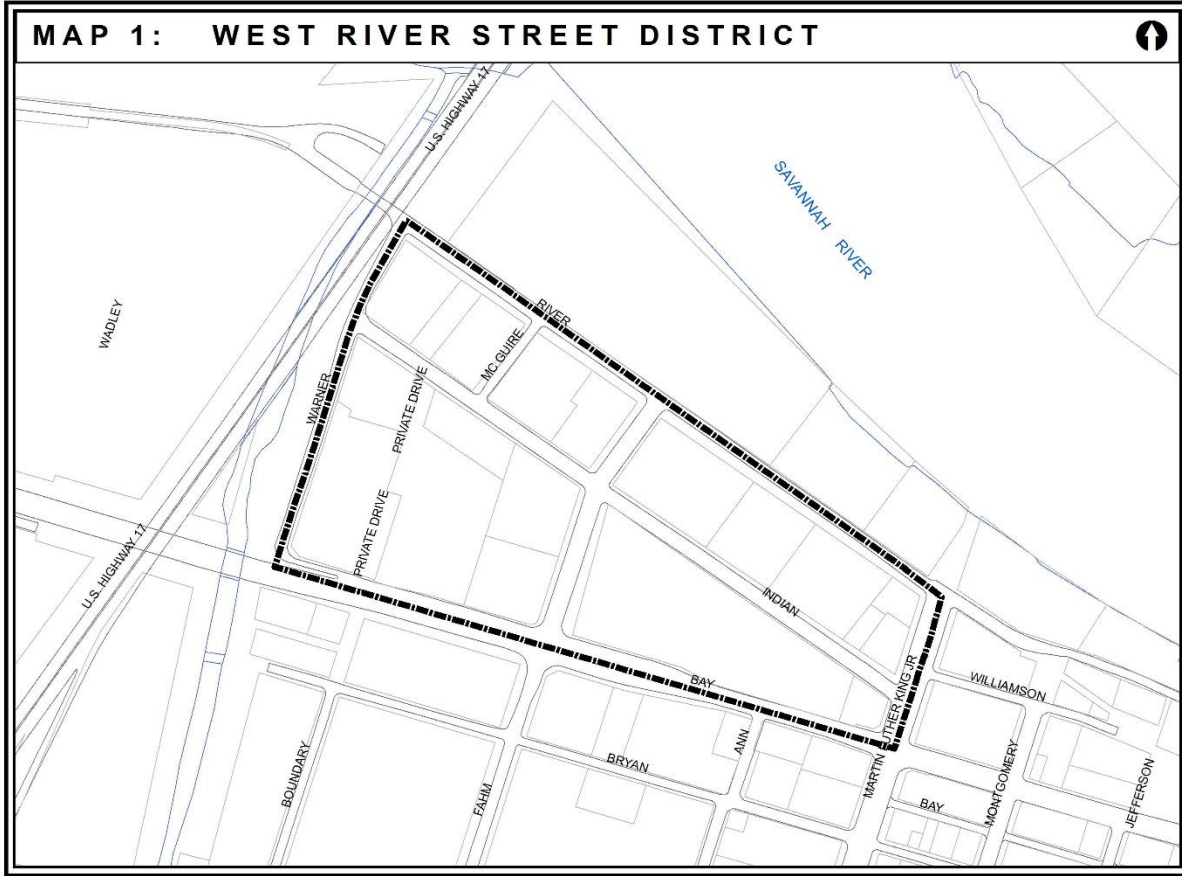 MAP 1: WEST RIVER STREET DISTRICT
U.S. HIGHWAY 17
SAVANNAH RIVER
WADLEY
RIVER
MC GUIRE
WARNER
PRIVATE DRIVE
PRIVATE DRIVE
U.S. HIGHWAY 17
INDIAN
BAY
MARTIN LUTHER KING JR
WILLIAMSON
ANN
BRYAN
BOUNDARY
FAHM
BAY
MONTGOMERY
JEFFERSON